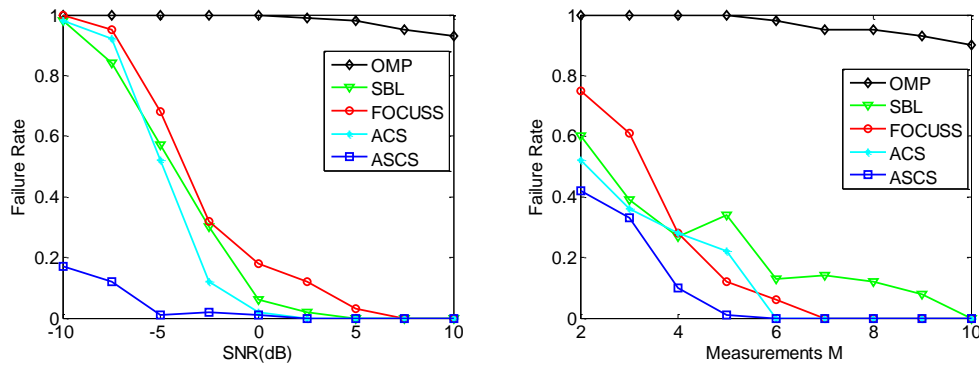 1
0.8
0.6
0.4
0.2
0
Failure Rate
-10 -5 0 5 10
SNR(dB)
OMP
SBL
FOCUSS
ACS
ASCS
1
0.8
0.6
0.4
0.2
0
Failure Rate
2 4 6 8 10
Measurements M
OMP
SBL
FOCUSS
ACS
ASCS